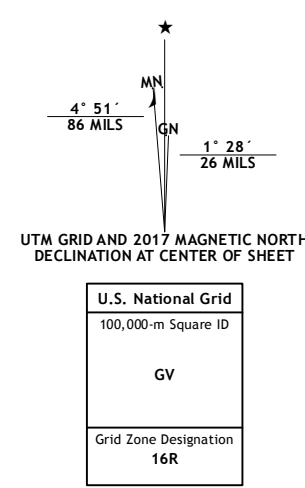 ★
MN
4° 51´
86 MILS
GN
1° 28´
26 MILS
UTM GRID AND 2017 MAGNETIC NORTH
DECLINATION AT CENTER OF SHEET
U.S. National Grid
100,000-m Square ID
GV
Grid Zone Designation
16R